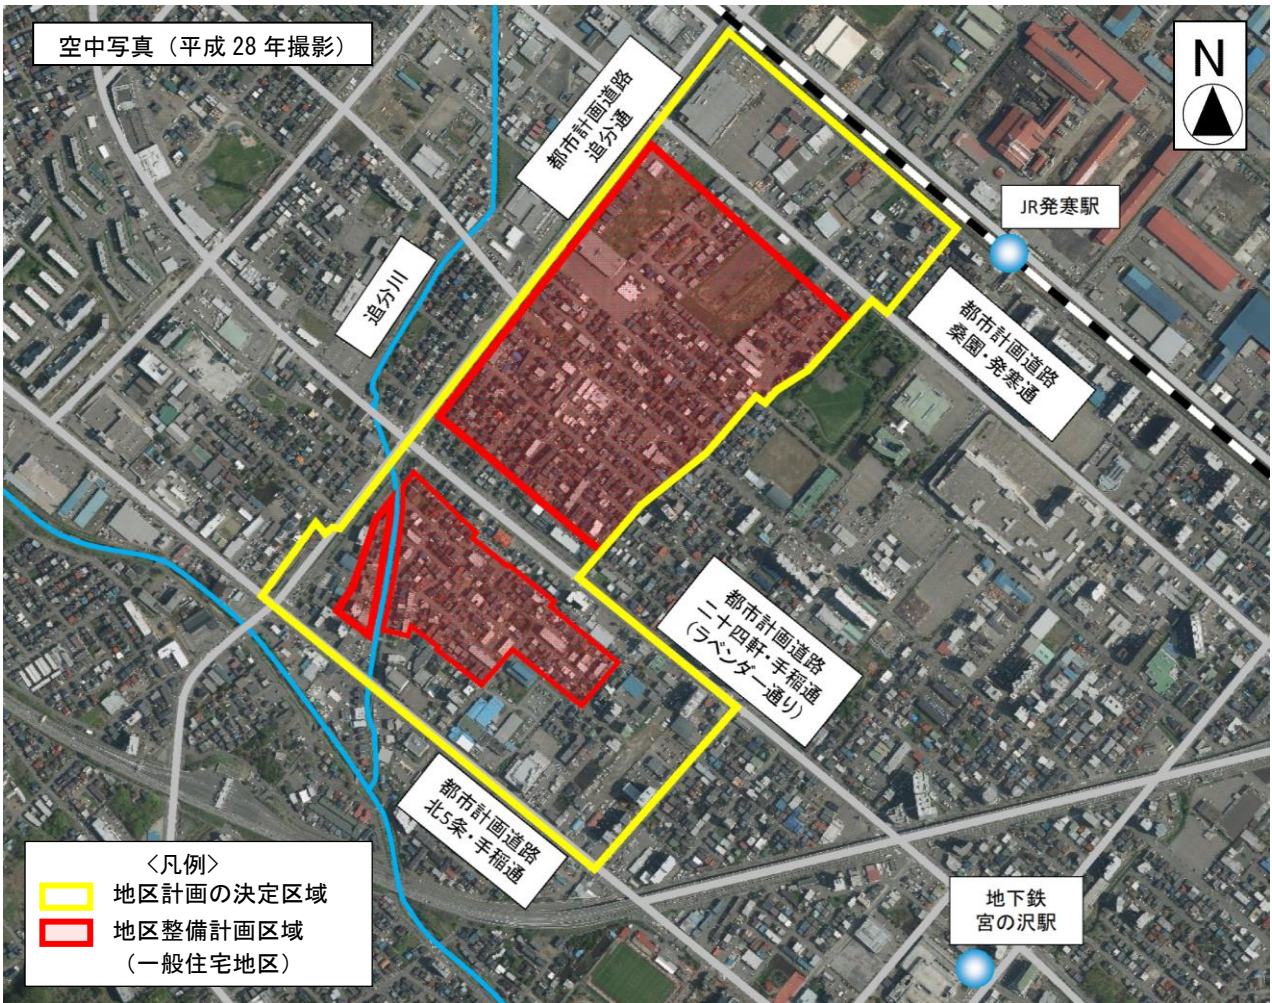 空中写真（平成 28 年撮影）
N
都市計画道路
追分通
JR発寒駅
追分川
都市計画道路
桑園・発寒通
都市計画道路
二十四軒・手稲通
（ラベンダー通り）
都市計画道路
北5条・手稲通
地下鉄
宮の沢駅
〈凡例〉
地区計画の決定区域
地区整備計画区域
（一般住宅地区）